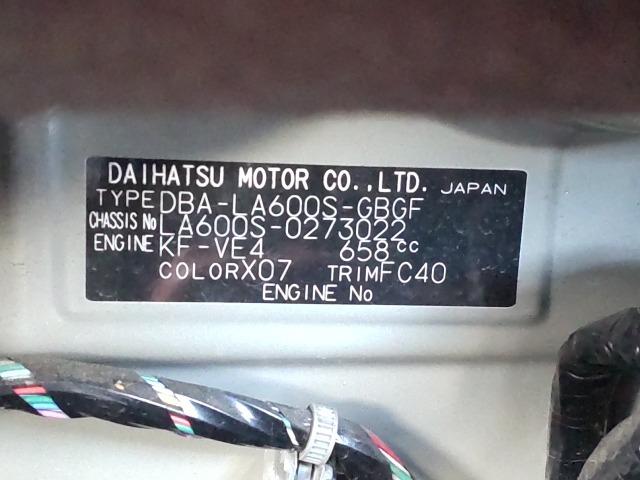 DAIHATSU MOTOR CO.,LTD. JAPAN
TYPE DBA-LA600S-GBGF
CHASSIS No LA600S-0273022
ENGINE KF-VE4 658cc
COLOR X07 TRIM FC40
ENGINE No